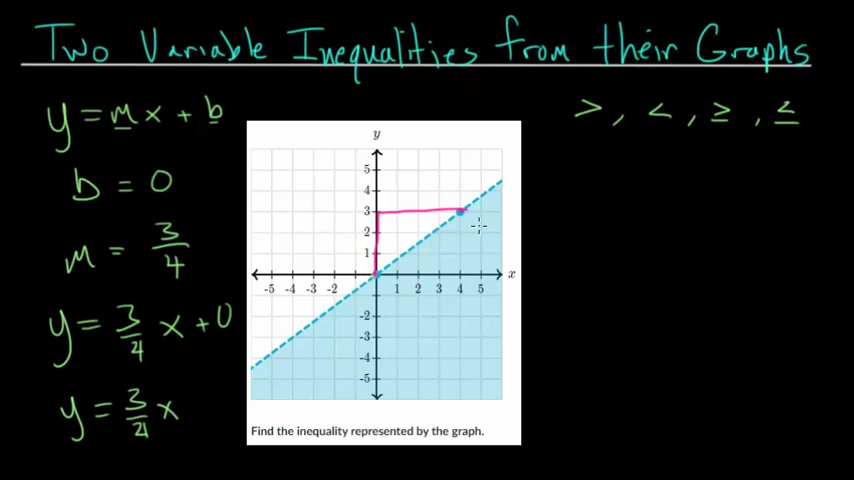 Two Variable Inequalities from their Graphs
y = mx + b
>, <, ≥, ≤
b = 0
m = 3/4
y = 3/4 x + 0
y = 3/4 x
y
5
4
3
2
1
-5 -4 -3 -2 1 2 3 4 5 x
-2
-3
-4
-5
Find the inequality represented by the graph.